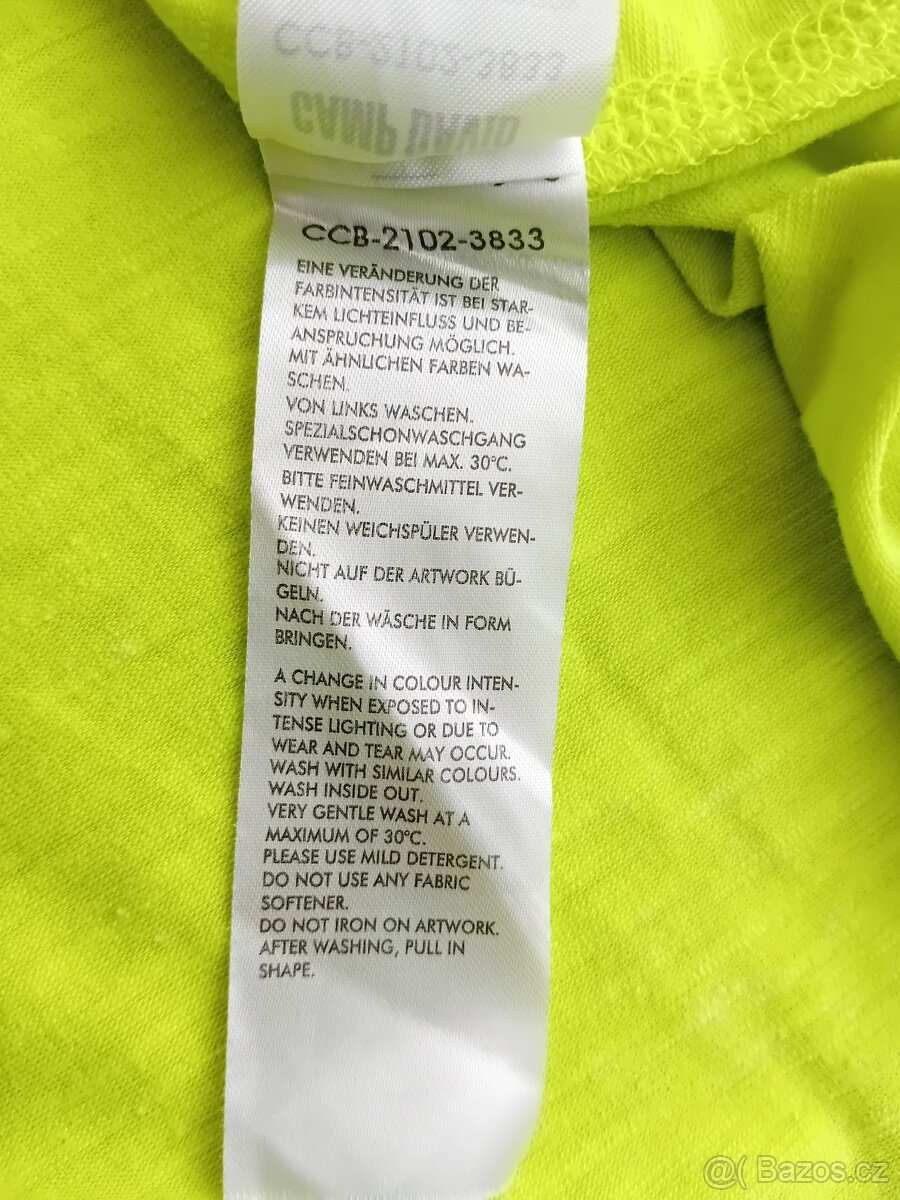 CCB-2102-3833
CAMP DAVID
CCB-2102-3833
EINE VERÄNDERUNG DER
FARBINTENSITÄT IST BEI STAR-
KEM LICHTEINFLUSS UND BE-
ANSPRUCHUNG MÖGLICH.
MIT ÄHNLICHEN FARBEN WA-
SCHEN.
VON LINKS WASCHEN.
SPEZIALSCHONWASCHGANG
VERWENDEN BEI MAX. 30°C.
BITTE FEINWASCHMITTEL VER-
WENDEN.
KEINEN WEICHSPÜLER VERWEN-
DEN.
NICHT AUF DER ARTWORK BÜ-
GELN.
NACH DER WÄSCHE IN FORM
BRINGEN.
A CHANGE IN COLOUR INTEN-
SITY WHEN EXPOSED TO IN-
TENSE LIGHTING OR DUE TO
WEAR AND TEAR MAY OCCUR.
WASH WITH SIMILAR COLOURS.
WASH INSIDE OUT.
VERY GENTLE WASH AT A
MAXIMUM OF 30°C.
PLEASE USE MILD DETERGENT.
DO NOT USE ANY FABRIC
SOFTENER.
DO NOT IRON ON ARTWORK.
AFTER WASHING, PULL IN
SHAPE.
@( Bazos.cz